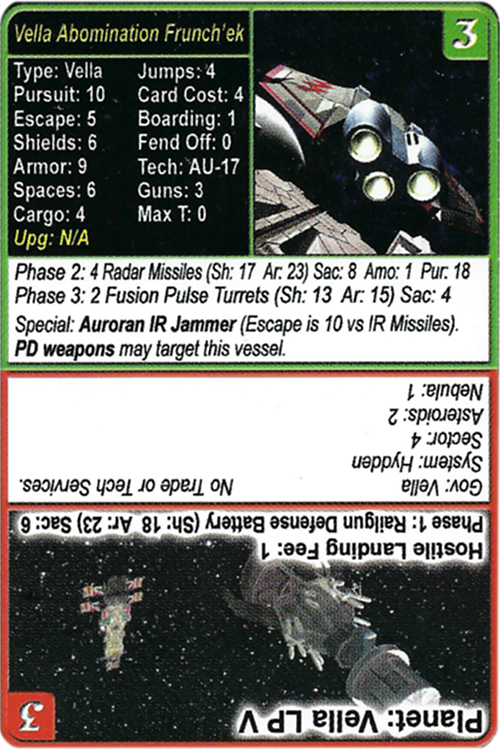 Vella Abomination Frunch'ek
3
Type: Vella Jumps: 4
Pursuit: 10 Card Cost: 4
Escape: 5 Boarding: 1
Shields: 6 Fend Off: 0
Armor: 9 Tech: AU-17
Spaces: 6 Guns: 3
Cargo: 4 Max T: 0
Upg: N/A
Phase 2: 4 Radar Missiles (Sh: 17 Ar: 23) Sac: 8 Amo: 1 Pur: 18
Phase 3: 2 Fusion Pulse Turrets (Sh: 13 Ar: 15) Sac: 4
Special: Auroran IR Jammer (Escape is 10 vs IR Missiles).
PD weapons may target this vessel.
Planet: Vella LP V
3
Hostile Landing Fee: 1
Phase 1: Railgun Defense Battery (Sh: 18 Ar: 23) Sac: 6
Gov: Vella No Trade or Tech Services.
System: Hydden
Sector: 4
Asteroids: 2
Nebula: 1